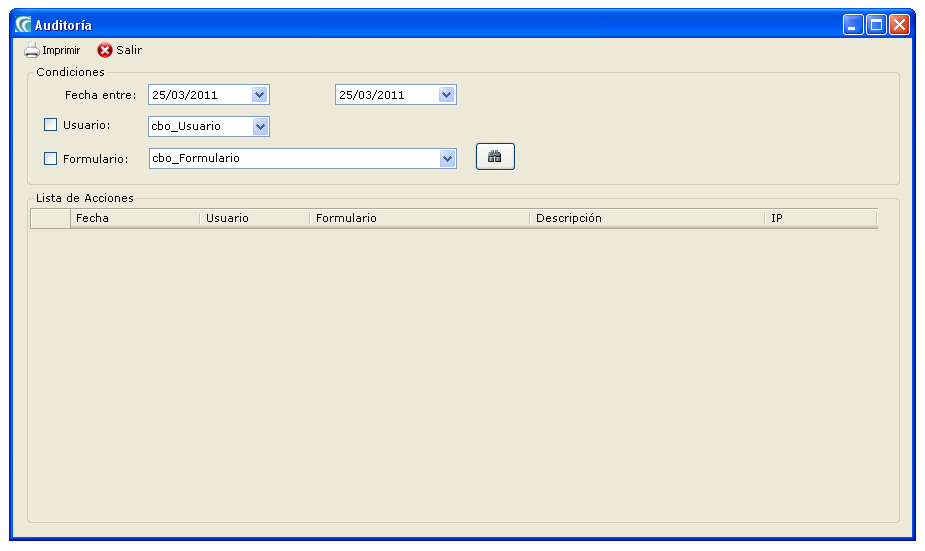 Auditoría
Imprimir Salir
Condiciones
Fecha entre: 25/03/2011 25/03/2011
Usuario: cbo_Usuario
Formulario: cbo_Formulario
Lista de Acciones
Fecha Usuario Formulario Descripción IP